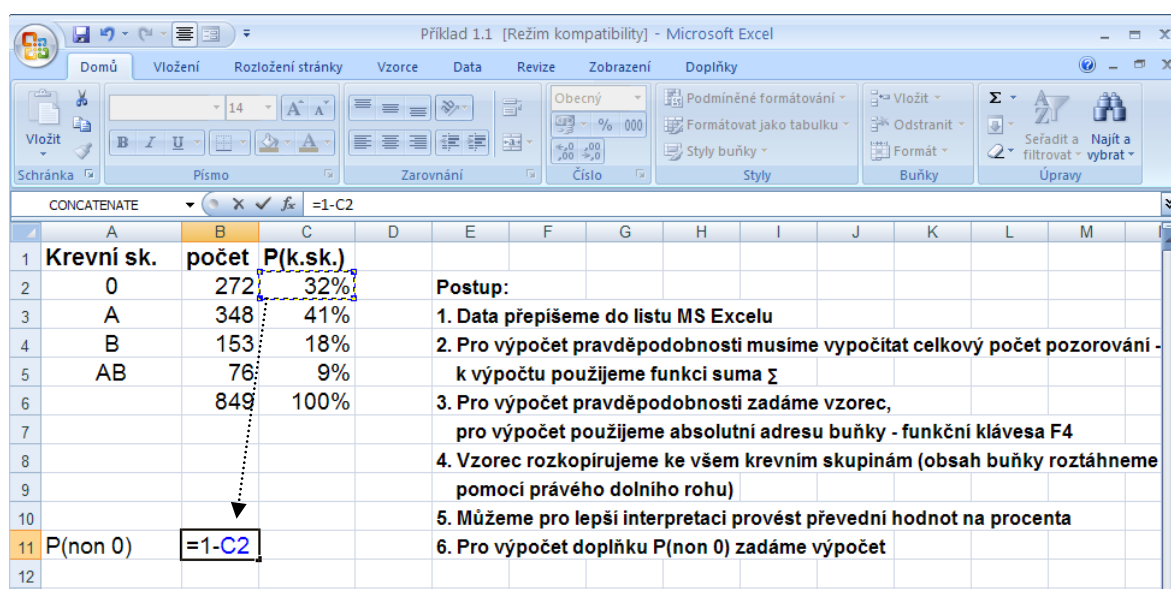 Příklad 1.1 [Režim kompatibility] - Microsoft Excel
Domů Vložení Rozložení stránky Vzorce Data Revize Zobrazení Doplňky
Vložit
14
B I U
Obecný
% 000
Podmíněné formátování
Formátovat jako tabulku
Styly buňky
Vložit
Odstranit
Formát
Σ
Seřadit a filtrovat
Najít a vybrat
Schránka Písmo Zarovnání Číslo Styly Buňky Úpravy
CONCATENATE fx =1-C2
A B C D E F G H I J K L M
1 Krevní sk. počet P(k.sk.)
2 0 272 32% Postup:
3 A 348 41% 1. Data přepíšeme do listu MS Excelu
4 B 153 18% 2. Pro výpočet pravděpodobnosti musíme vypočítat celkový počet pozorování -
5 AB 76 9% k výpočtu použijeme funkci suma ∑
6 849 100% 3. Pro výpočet pravděpodobnosti zadáme vzorec,
7 pro výpočet použijeme absolutní adresu buňky - funkční klávesa F4
8 4. Vzorec rozkopírujeme ke všem krevním skupinám (obsah buňky roztáhneme
9 pomocí právého dolního rohu)
10 5. Můžeme pro lepší interpretaci provést převední hodnot na procenta
11 P(non 0) =1-C2 6. Pro výpočet doplňku P(non 0) zadáme výpočet
12